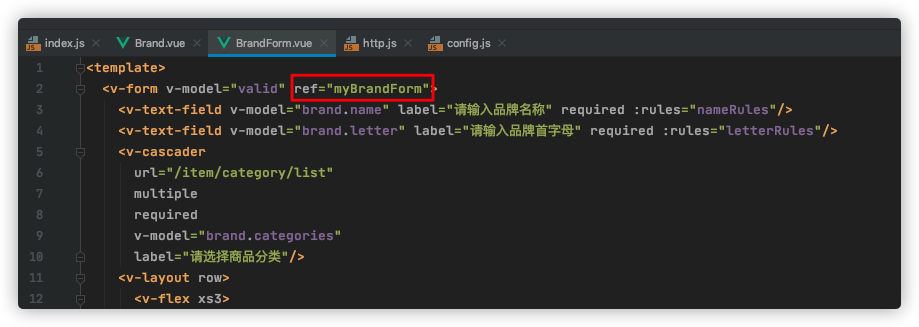 index.js Brand.vue BrandForm.vue http.js config.js
1 <template>
2 <v-form v-model="valid" ref="myBrandForm">
3 <v-text-field v-model="brand.name" label="请输入品牌名称" required :rules="nameRules"/>
4 <v-text-field v-model="brand.letter" label="请输入品牌首字母" required :rules="letterRules"/>
5 <v-cascader
6 url="/item/category/list"
7 multiple
8 required
9 v-model="brand.categories"
10 label="请选择商品分类"/>
11 <v-layout row>
12 <v-flex xs3>